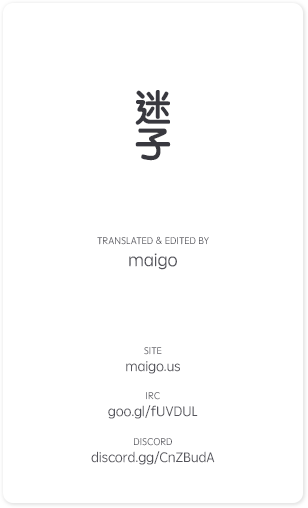 迷子
TRANSLATED & EDITED BY
maigo
SITE
maigo.us
IRC
goo.gl/fUVDUL
DISCORD
discord.gg/CnZBudA